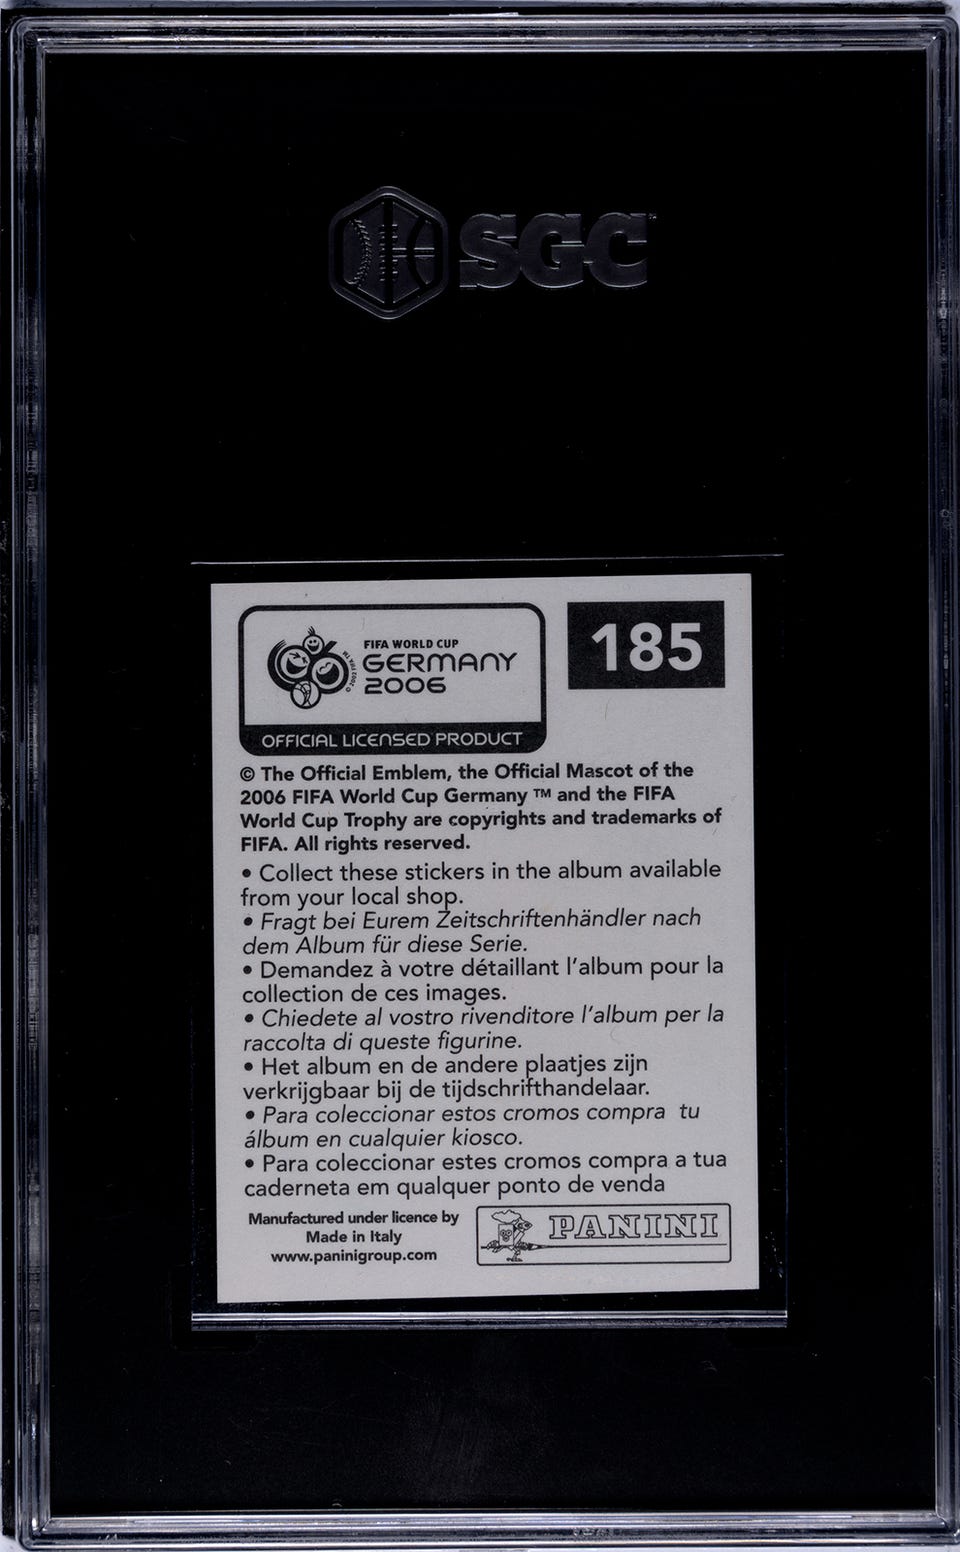 SGC
FIFA WORLD CUP
GERMANY
2006
© 2002 FIFA TM
185
OFFICIAL LICENSED PRODUCT
© The Official Emblem, the Official Mascot of the
2006 FIFA World Cup Germany ™ and the FIFA
World Cup Trophy are copyrights and trademarks of
FIFA. All rights reserved.
• Collect these stickers in the album available
from your local shop.
• Fragt bei Eurem Zeitschriftenhändler nach
dem Album für diese Serie.
• Demandez à votre détaillant l'album pour la
collection de ces images.
• Chiedete al vostro rivenditore l'album per la
raccolta di queste figurine.
• Het album en de andere plaatjes zijn
verkrijgbaar bij de tijdschrifthandelaar.
• Para coleccionar estos cromos compra tu
álbum en cualquier kiosco.
• Para coleccionar estes cromos compra a tua
caderneta em qualquer ponto de venda
Manufactured under licence by
Made in Italy
www.paninigroup.com
PANINI